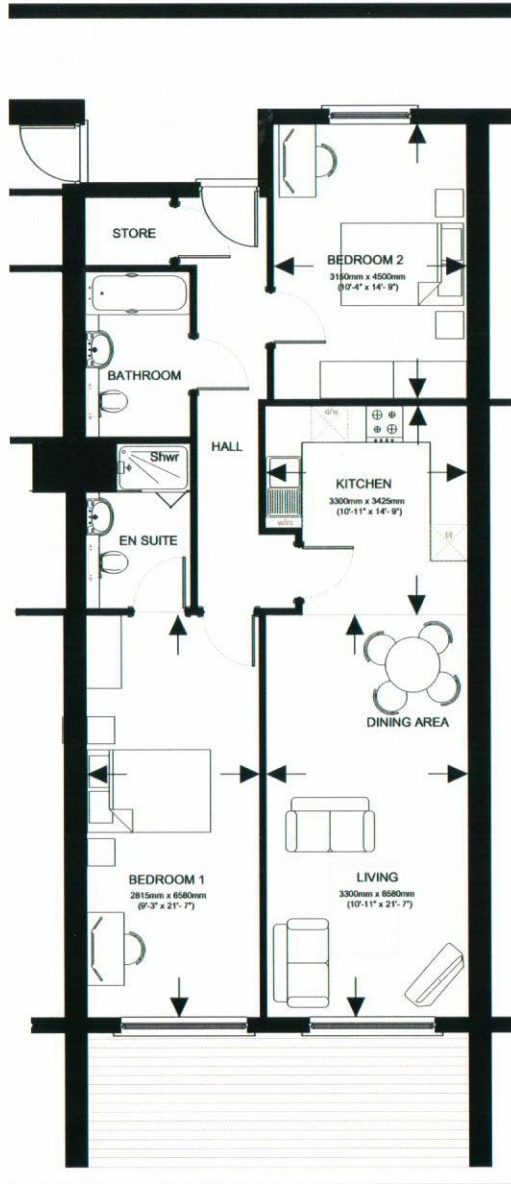 STORE
BEDROOM 2
3150mm x 4500mm
(10'-4" x 14'- 9")
BATHROOM
d/w
HALL
Shwr
KITCHEN
3300mm x 3425mm
(10'-11" x 14'- 9")
w/m
f/f
EN SUITE
DINING AREA
BEDROOM 1
2815mm x 6580mm
(9'-3" x 21'- 7")
LIVING
3300mm x 6580mm
(10'-11" x 21'- 7")